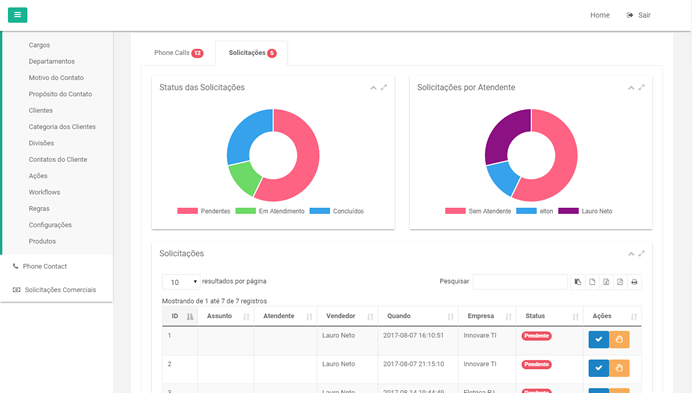 Home Sair
Cargos
Departamentos
Motivo do Contato
Propósito do Contato
Clientes
Categoria dos Clientes
Divisões
Contatos do Cliente
Ações
Workflows
Regras
Configurações
Produtos
Phone Contact
Solicitações Comerciais
Phone Calls 12 Solicitações 5
Status das Solicitações
Pendentes Em Atendimento Concluídos
Solicitações por Atendente
Sem Atendente elton Lauro Neto
Solicitações
10 resultados por página Pesquisar
Mostrando de 1 até 7 de 7 registros
ID Assunto Atendente Vendedor Quando Empresa Status Ações
1 Lauro Neto 2017-08-07 16:10:51 Innovare TI Pendente
2 Lauro Neto 2017-08-07 21:15:10 Innovare TI Pendente
3 Lauro Neto 2017-08-14 19:44:49 Pendente